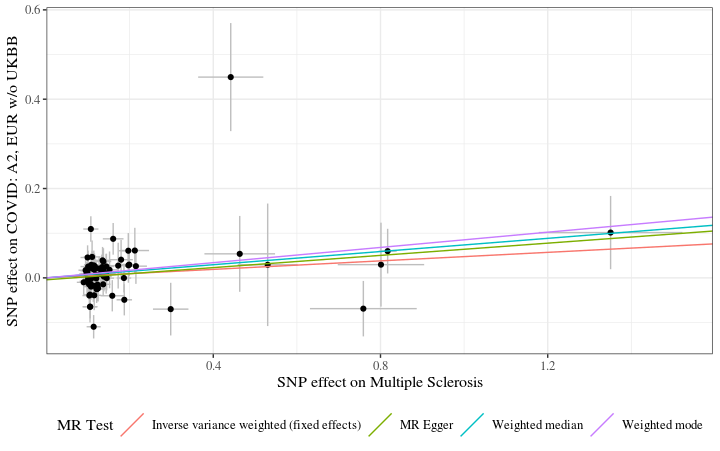 0.6
0.4
0.2
0.0
SNP effect on COVID: A2, EUR w/o UKBB
0.4 0.8 1.2
SNP effect on Multiple Sclerosis
MR Test Inverse variance weighted (fixed effects) MR Egger Weighted median Weighted mode